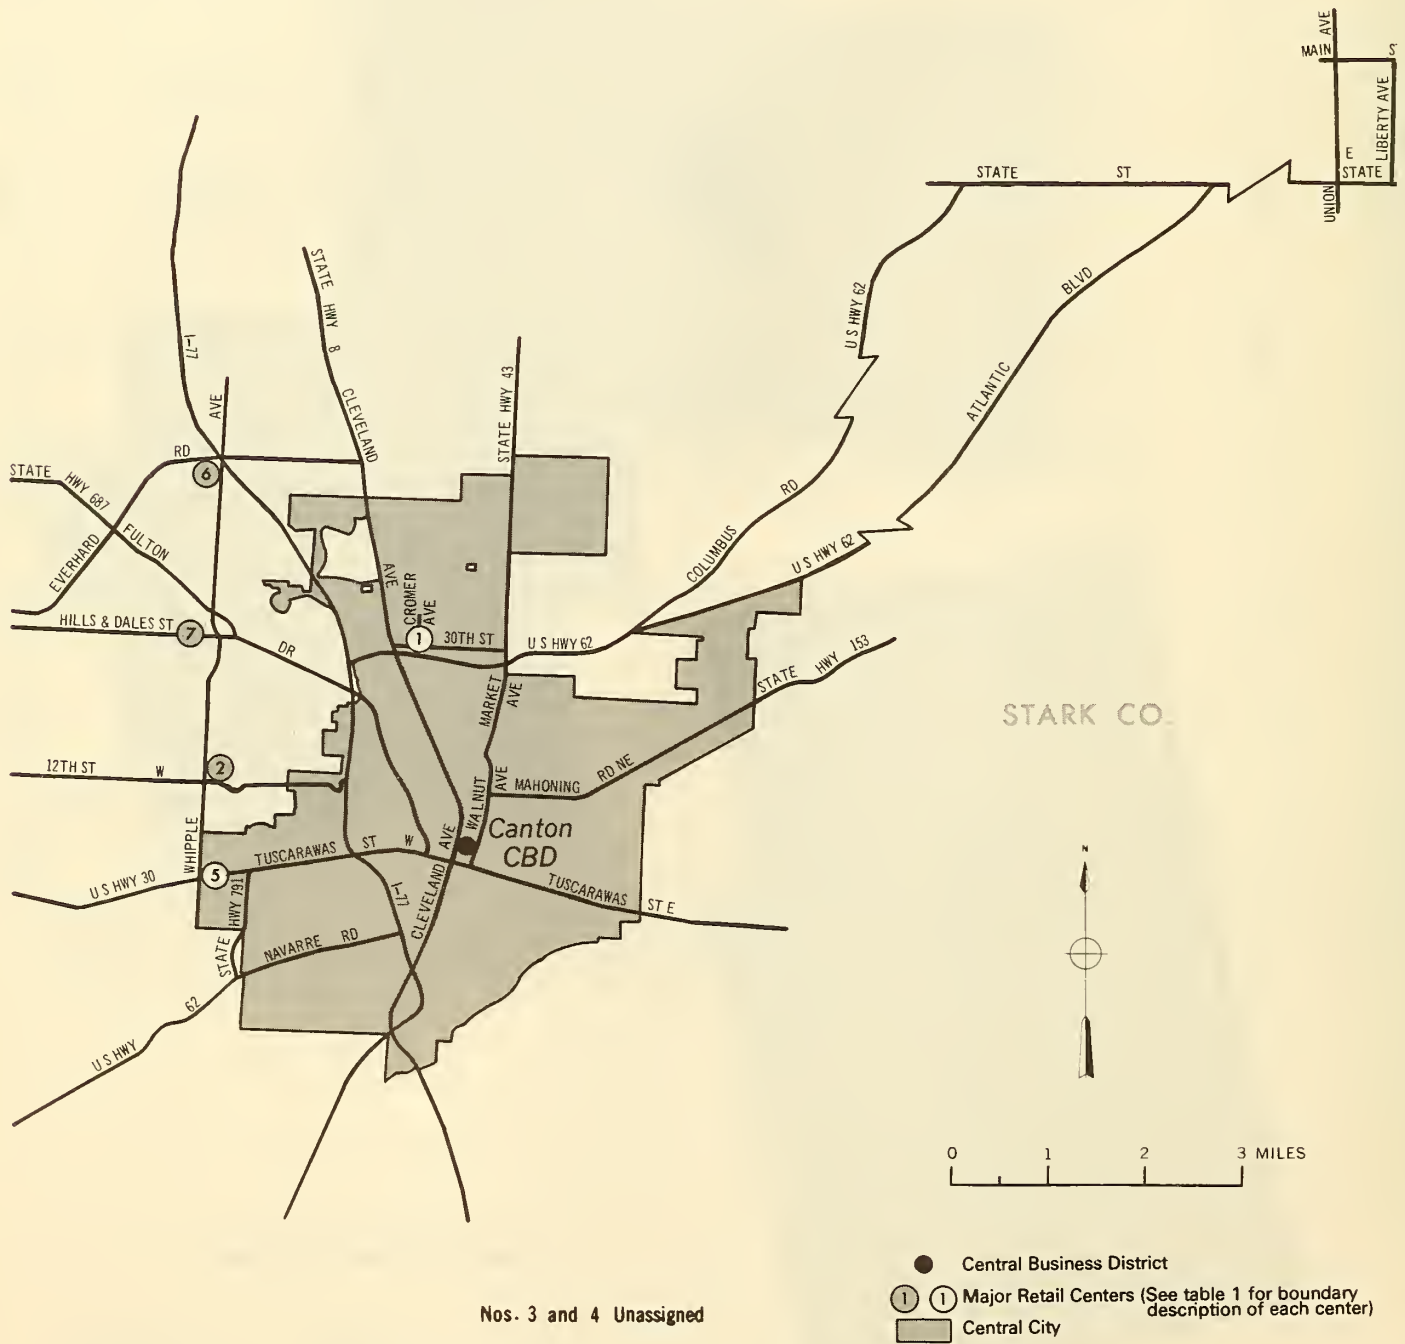 AVE
MAIN S
LIBERTY AVE
E
STATE
UNION
STATE ST
US HWY 62
BLVD
ATLANTIC
STATE HWY 8
I-77
CLEVELAND
STATE HWY 43
AVE
RD
6
STATE
HWY 687
FULTON
EVERHARD
COLUMBUS RD
US HWY 62
AVE
CROMER
AVE
HILLS & DALES ST
7
1
30TH ST
US HWY 62
DR
STATE HWY 153
MARKET
AVE
STARK CO.
12TH ST W
2
WALNUT
AVE
MAHONING RD NE
WHIPPLE
AVE
Canton
CBD
TUSCARAWAS ST W
US HWY 30
5
HWY 791
I-77
CLEVELAND
TUSCARAWAS ST E
N
STATE
NAVARRE RD
US HWY 62
0 1 2 3 MILES
Central Business District
1 1 Major Retail Centers (See table 1 for boundary
description of each center)
Nos. 3 and 4 Unassigned
Central City